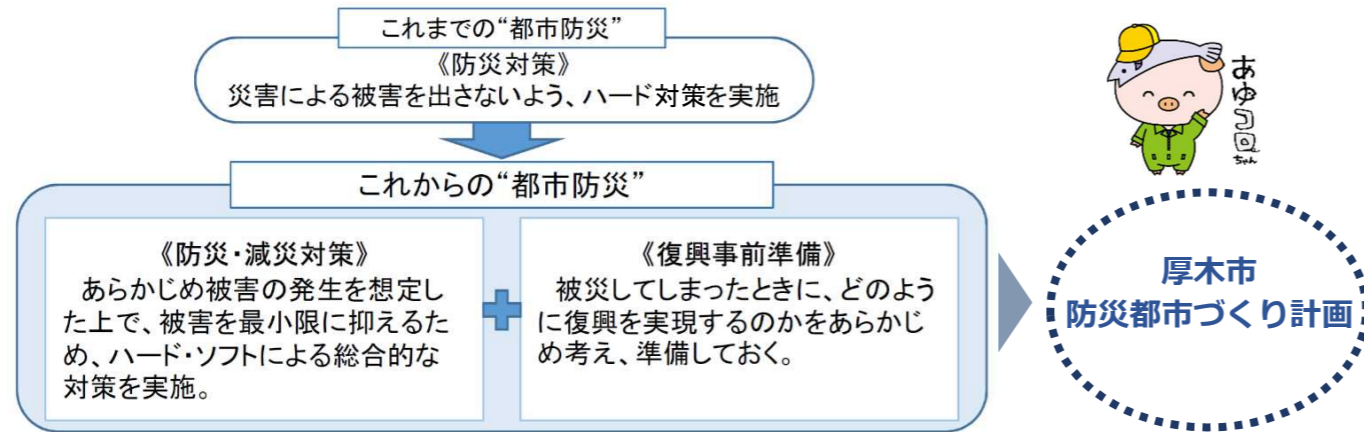 これまでの“都市防災”
《防災対策》
災害による被害を出さないよう、ハード対策を実施
これからの“都市防災”
《防災・減災対策》
あらかじめ被害の発生を想定し
た上で、被害を最小限に抑えるた
め、ハード・ソフトによる総合的な
対策を実施。
《復興事前準備》
被災してしまったときに、どのよう
に復興を実現するのかをあらかじ
め考え、準備しておく。
あゆコロちゃん
厚木市
防災都市づくり計画